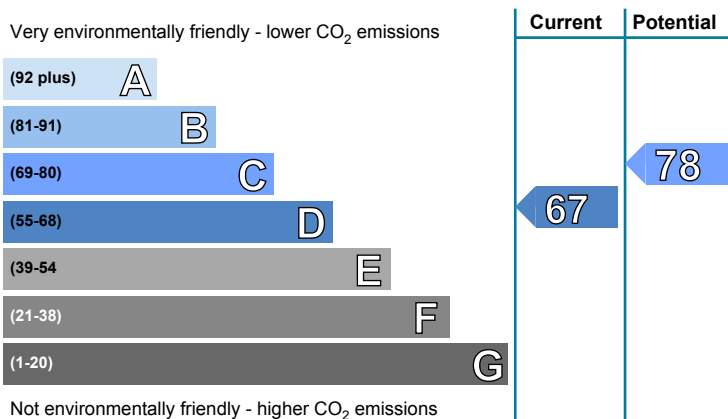 Current Potential
Very environmentally friendly - lower CO2 emissions
(92 plus) A
(81-91) B
(69-80) C
78
(55-68) D
67
(39-54 E
(21-38) F
(1-20) G
Not environmentally friendly - higher CO2 emissions